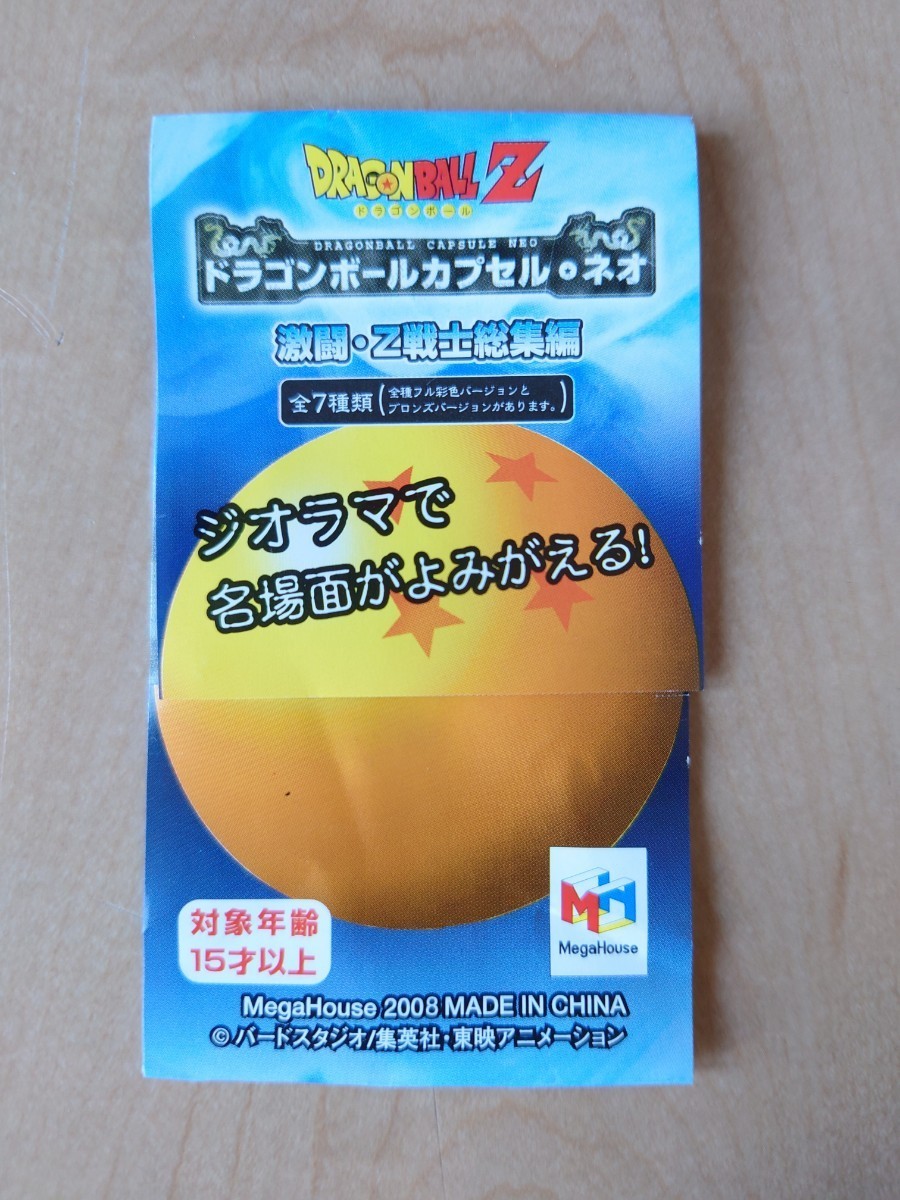 DRAGONBALL Z
ドラゴンボール
DRAGONBALL CAPSULE NEO
ドラゴンボールカプセル・ネオ
激闘・Z戦士総集編
全7種類(全種フル彩色バージョンと
ブロンズバージョンがあります。)
ジオラマで
名場面がよみがえる!
MH
MegaHouse
対象年齢
15才以上
MegaHouse 2008 MADE IN CHINA
©バードスタジオ/集英社・東映アニメーション